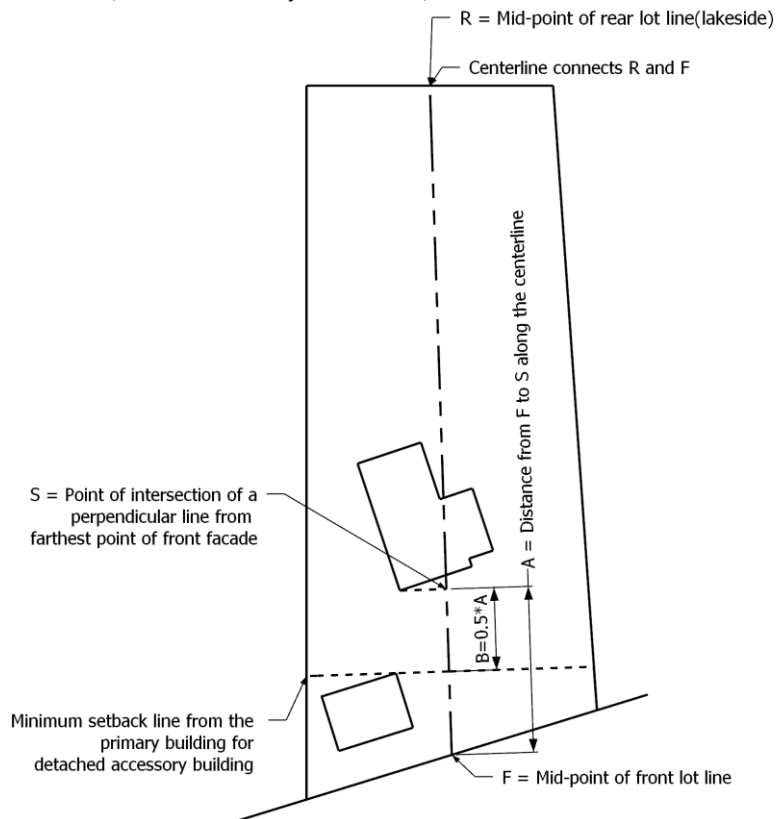 R = Mid-point of rear lot line(lakeside)
Centerline connects R and F
A = Distance from F to S along the centerline
S = Point of intersection of a
perpendicular line from
farthest point of front facade
B=0.5*A
Minimum setback line from the
primary building for
detached accessory building
F = Mid-point of front lot line